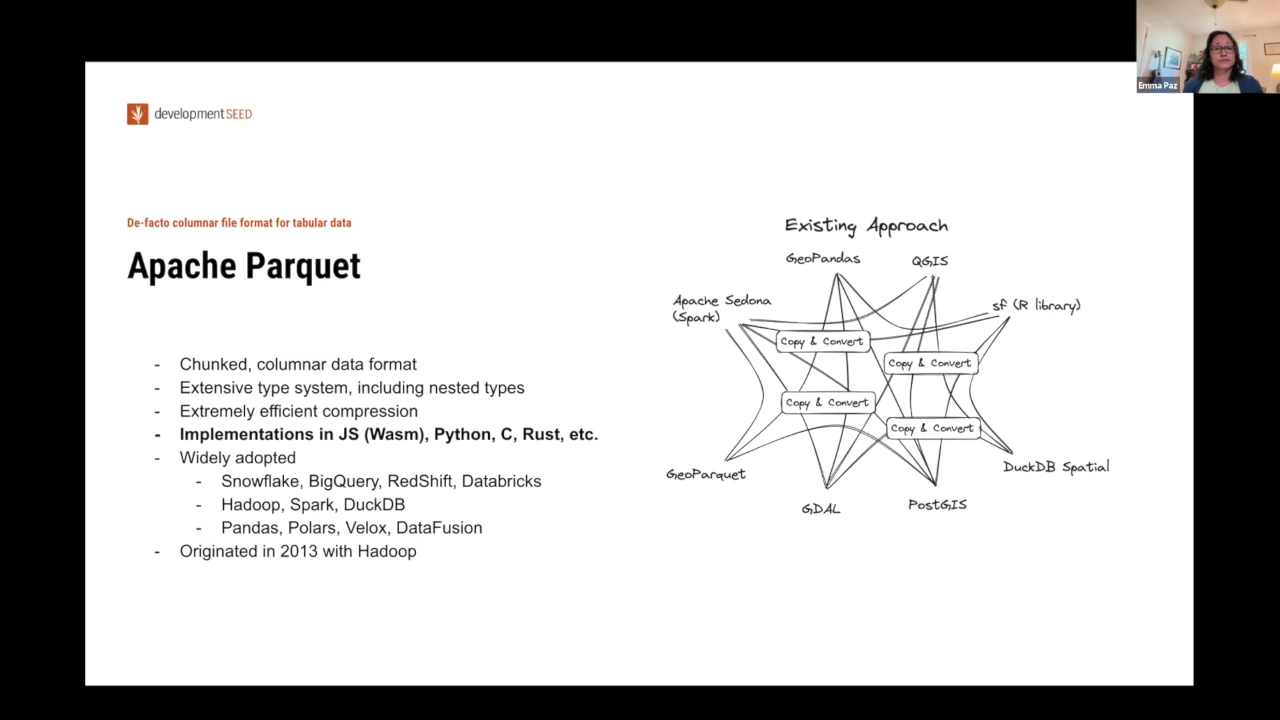 Emma Paz
developmentSEED
De-facto columnar file format for tabular data
Apache Parquet
- Chunked, columnar data format
- Extensive type system, including nested types
- Extremely efficient compression
- Implementations in JS (Wasm), Python, C, Rust, etc.
- Widely adopted
- Snowflake, BigQuery, RedShift, Databricks
- Hadoop, Spark, DuckDB
- Pandas, Polars, Velox, DataFusion
- Originated in 2013 with Hadoop
Existing Approach
GeoPandas
QGIS
Apache Sedona
(Spark)
sf (R library)
Copy & Convert
Copy & Convert
Copy & Convert
Copy & Convert
GeoParquet
DuckDB Spatial
GDAL
PostGIS